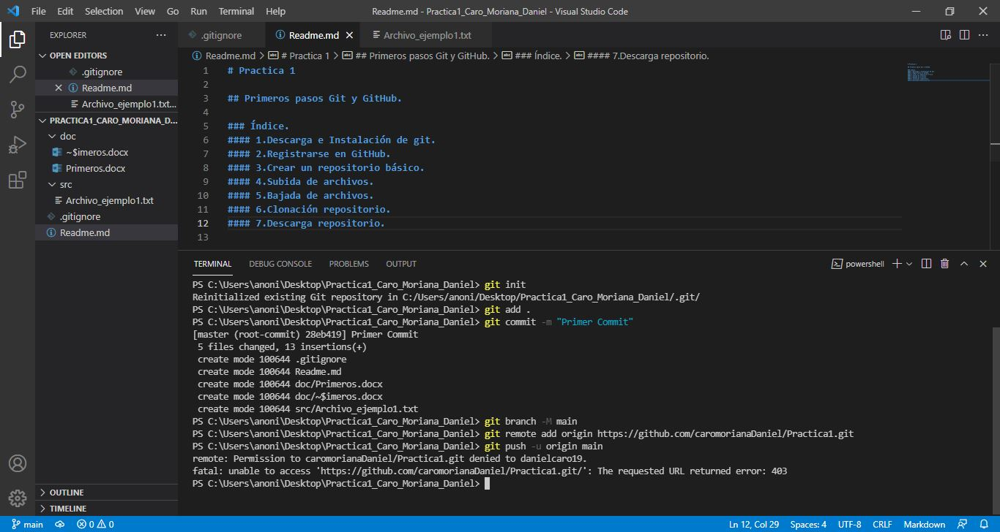 File Edit Selection View Go Run Terminal Help Readme.md - Practica1_Caro_Moriana_Daniel - Visual Studio Code
EXPLORER ...
OPEN EDITORS
.gitignore
Readme.md
Archivo_ejemplo1.txt...
PRACTICA1_CARO_MORIANA_D...
doc
~$imeros.docx
Primeros.docx
src
Archivo_ejemplo1.txt
.gitignore
Readme.md
OUTLINE
TIMELINE
.gitignore Readme.md Archivo_ejemplo1.txt
Readme.md > # Practica 1 > ## Primeros pasos Git y GitHub. > ### Índice. > #### 7.Descarga repositorio.
1 # Practica 1
2
3 ## Primeros pasos Git y GitHub.
4
5 ### Índice.
6 #### 1.Descarga e Instalación de git.
7 #### 2.Registrarse en GitHub.
8 #### 3.Crear un repositorio básico.
9 #### 4.Subida de archivos.
10 #### 5.Bajada de archivos.
11 #### 6.Clonación repositorio.
12 #### 7.Descarga repositorio.
13
TERMINAL DEBUG CONSOLE PROBLEMS OUTPUT powershell
PS C:\Users\anoni\Desktop\Practica1_Caro_Moriana_Daniel> git init
Reinitialized existing Git repository in C:/Users/anoni/Desktop/Practica1_Caro_Moriana_Daniel/.git/
PS C:\Users\anoni\Desktop\Practica1_Caro_Moriana_Daniel> git add .
PS C:\Users\anoni\Desktop\Practica1_Caro_Moriana_Daniel> git commit -m "Primer Commit"
[master (root-commit) 28eb419] Primer Commit
5 files changed, 13 insertions(+)
create mode 100644 .gitignore
create mode 100644 Readme.md
create mode 100644 doc/Primeros.docx
create mode 100644 doc/~$imeros.docx
create mode 100644 src/Archivo_ejemplo1.txt
PS C:\Users\anoni\Desktop\Practica1_Caro_Moriana_Daniel> git branch -M main
PS C:\Users\anoni\Desktop\Practica1_Caro_Moriana_Daniel> git remote add origin https://github.com/caromorianaDaniel/Practica1.git
PS C:\Users\anoni\Desktop\Practica1_Caro_Moriana_Daniel> git push -u origin main
remote: Permission to caromorianaDaniel/Practica1.git denied to danielcaro19.
fatal: unable to access 'https://github.com/caromorianaDaniel/Practica1.git/': The requested URL returned error: 403
PS C:\Users\anoni\Desktop\Practica1_Caro_Moriana_Daniel>
main 0 0 Ln 12, Col 29 Spaces: 4 UTF-8 CRLF Markdown